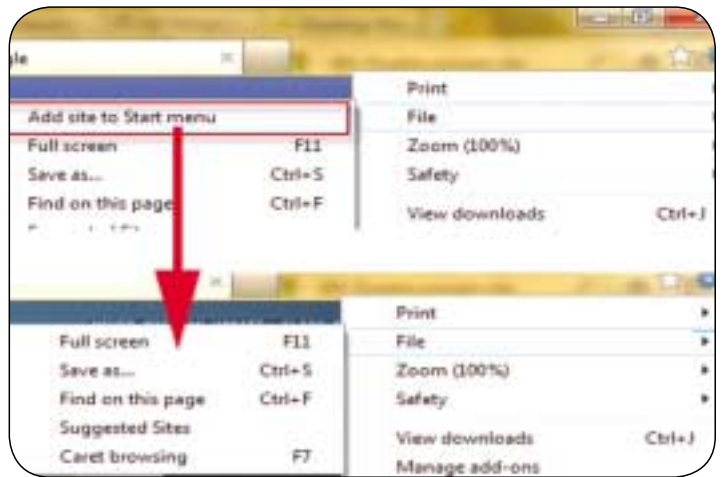 gle
Print
Add site to Start menu
File
Full screen F11
Zoom (100%)
Save as... Ctrl+S
Safety
Find on this page Ctrl+F
View downloads Ctrl+J
Print
Full screen F11
File
Save as... Ctrl+S
Zoom (100%)
Find on this page Ctrl+F
Safety
Suggested Sites
View downloads Ctrl+J
Caret browsing F7
Manage add-ons